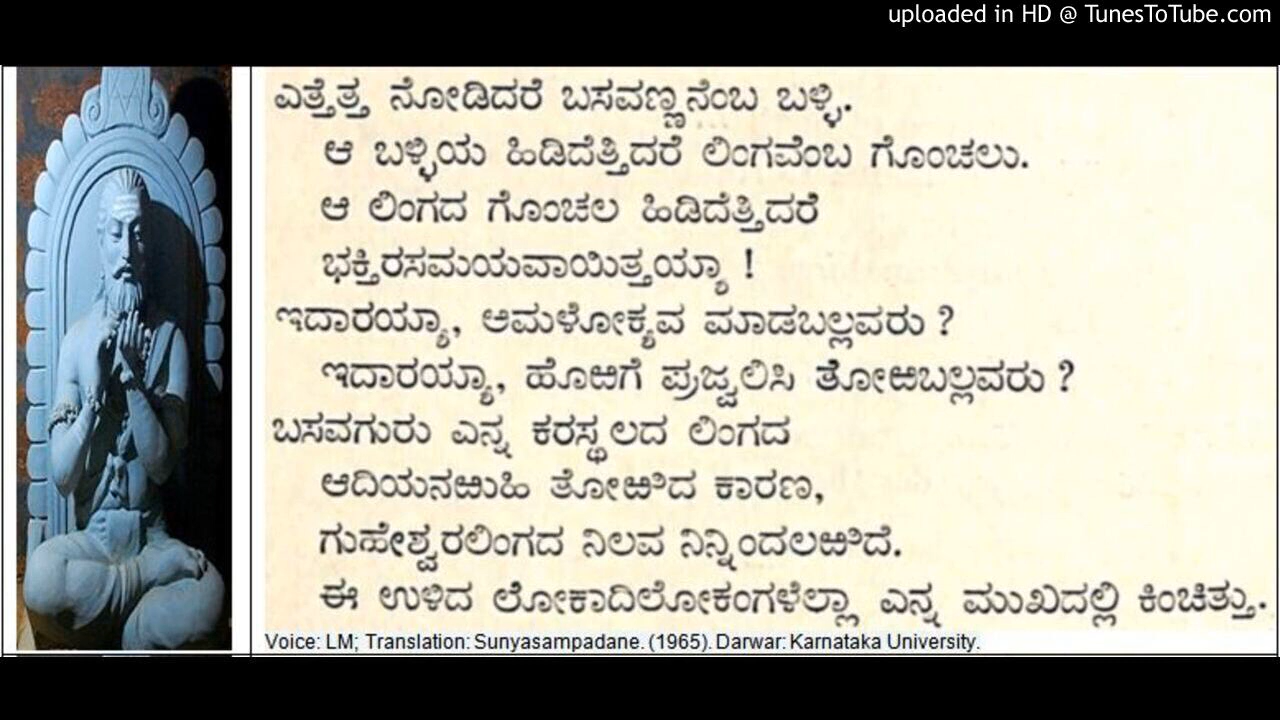 uploaded in HD @ TunesToTube.com
ಎತ್ತೆತ್ತ ನೋಡಿದರೆ ಬಸವಣ್ಣನೆಂಬ ಬಳ್ಳಿ.
ಆ ಬಳ್ಳಿಯ ಹಿಡಿದೆತ್ತಿದರೆ ಲಿಂಗವೆಂಬ ಗೊಂಚಲು.
ಆ ಲಿಂಗದ ಗೊಂಚಲ ಹಿಡಿದೆತ್ತಿದರೆ
ಭಕ್ತಿರಸಮಯವಾಯಿತ್ತಯ್ಯಾ !
ಇದಾರಯ್ಯಾ, ಆಮಳೋಕ್ಯವ ಮಾಡಬಲ್ಲವರು ?
ಇದಾರಯ್ಯಾ, ಹೊಱಗೆ ಪ್ರಜ್ವಲಿಸಿ ತೋಱಬಲ್ಲವರು ?
ಬಸವಗುರು ಎನ್ನ ಕರಸ್ಥಲದ ಲಿಂಗದ
ಆದಿಯನಱುಹಿ ತೋಱಿದ ಕಾರಣ,
ಗುಹೇಶ್ವರಲಿಂಗದ ನಿಲವ ನಿನ್ನಿಂದಲಱಿದೆ.
ಈ ಉಳಿದ ಲೋಕಾದಿಲೋಕಂಗಳೆಲ್ಲಾ ಎನ್ನ ಮುಖದಲ್ಲಿ ಕಿಂಚಿತ್ತು.
Voice: LM; Translation: Sunyasampadane. (1965). Darwar: Karnataka University.